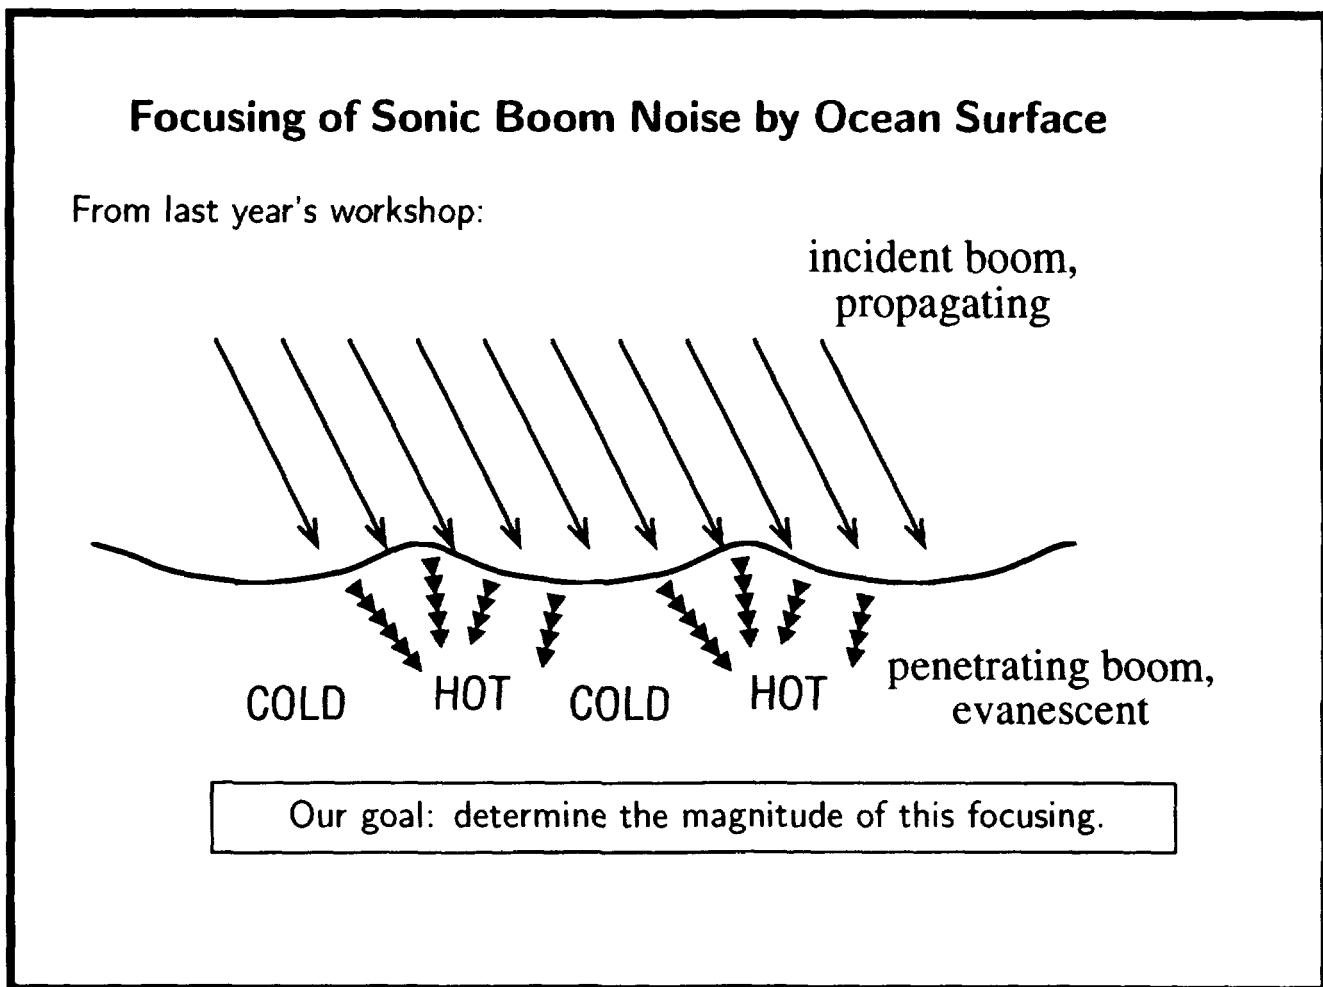 Focusing of Sonic Boom Noise by Ocean Surface
From last year's workshop:
incident boom,
propagating
COLD HOT COLD HOT
penetrating boom,
evanescent
Our goal: determine the magnitude of this focusing.